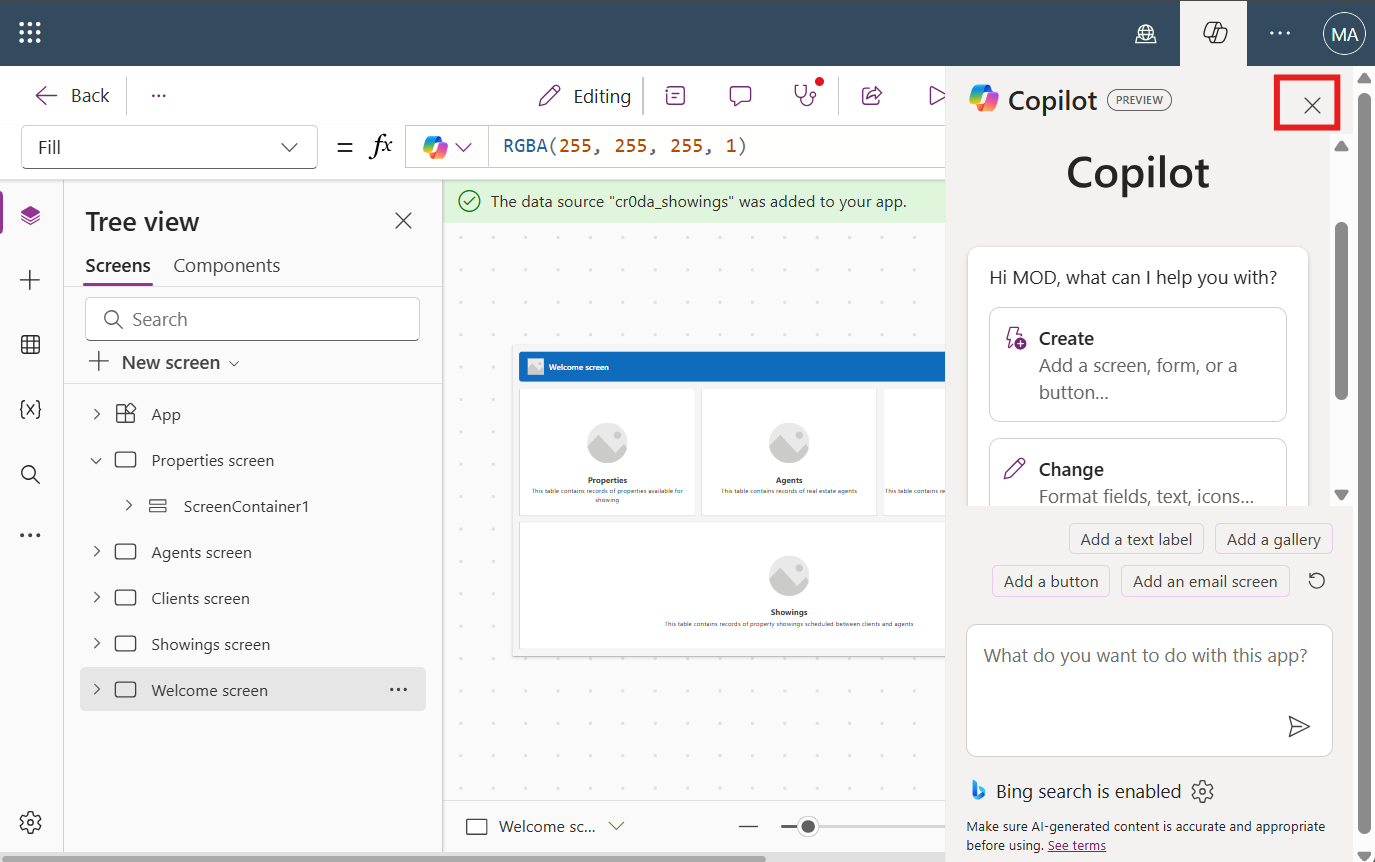 MA
Back
Editing
Fill
= fx
RGBA(255, 255, 255, 1)
Tree view
Screens
Components
Search
New screen
App
Properties screen
ScreenContainer1
Agents screen
Clients screen
Showings screen
Welcome screen
The data source "cr0da_showings" was added to your app.
Welcome screen
Properties
This table contains records of properties available for
showing
Agents
This table contains records of real estate agents
This table contains re
Showings
This table contains records of property showings scheduled between clients and agents
Welcome sc...
Copilot
PREVIEW
Copilot
Hi MOD, what can I help you with?
Create
Add a screen, form, or a
button...
Change
Format fields, text, icons...
Add a text label
Add a gallery
Add a button
Add an email screen
What do you want to do with this app?
Bing search is enabled
Make sure AI-generated content is accurate and appropriate
before using. See terms